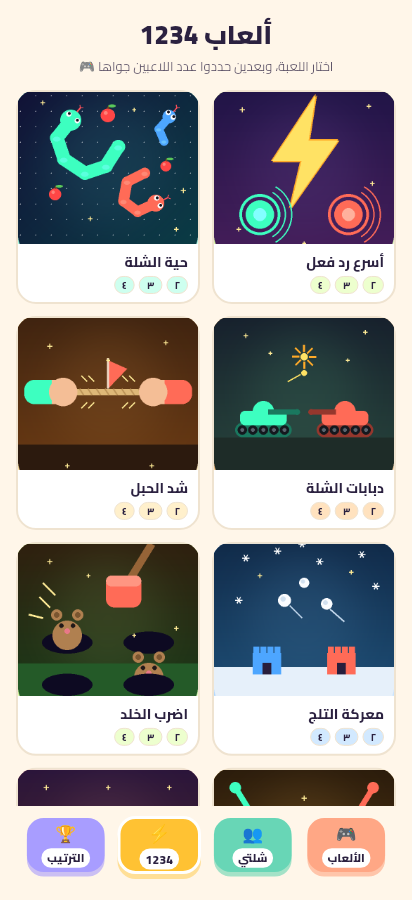 ألعاب 1234
اختار اللعبة، وبعدين حددوا عدد اللاعبين جواها 🎮
أسرع رد فعل
٢ ٣ ٤
حية الشلة
٢ ٣ ٤
دبابات الشلة
٢ ٣ ٤
شد الحبل
٢ ٣ ٤
معركة التلج
٢ ٣ ٤
اضرب الخلد
٢ ٣ ٤
الألعاب
شلتي
1234
الترتيب